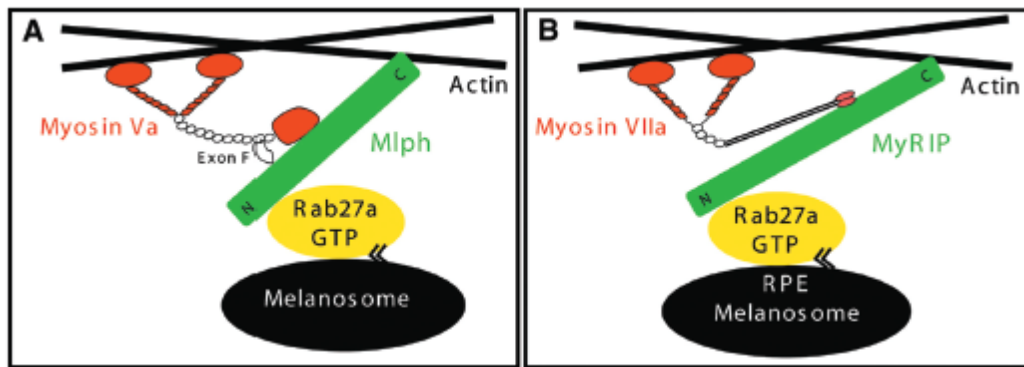 A
Actin
Myosin Va
Exon F
Mlph
C
N
Rab27a
GTP
Melanosome
B
Actin
Myosin VIIa
MyRIP
C
N
Rab27a
GTP
RPE
Melanosome